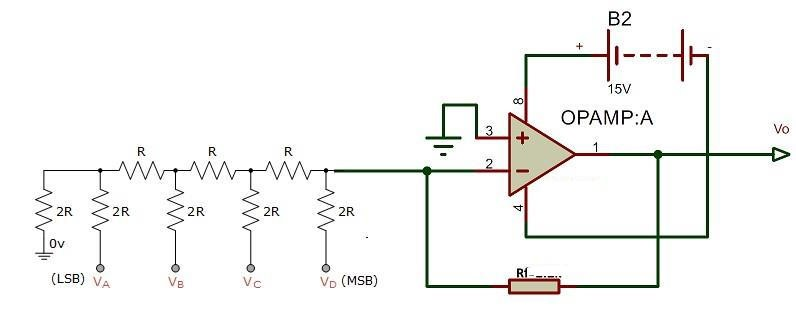 B2
+
-
15V
8
OPAMP:A
3
+
1
Vo
2
−
4
R
R
R
2R
2R
2R
2R
2R
0v
(LSB)
VA
VB
VC
VD
(MSB)